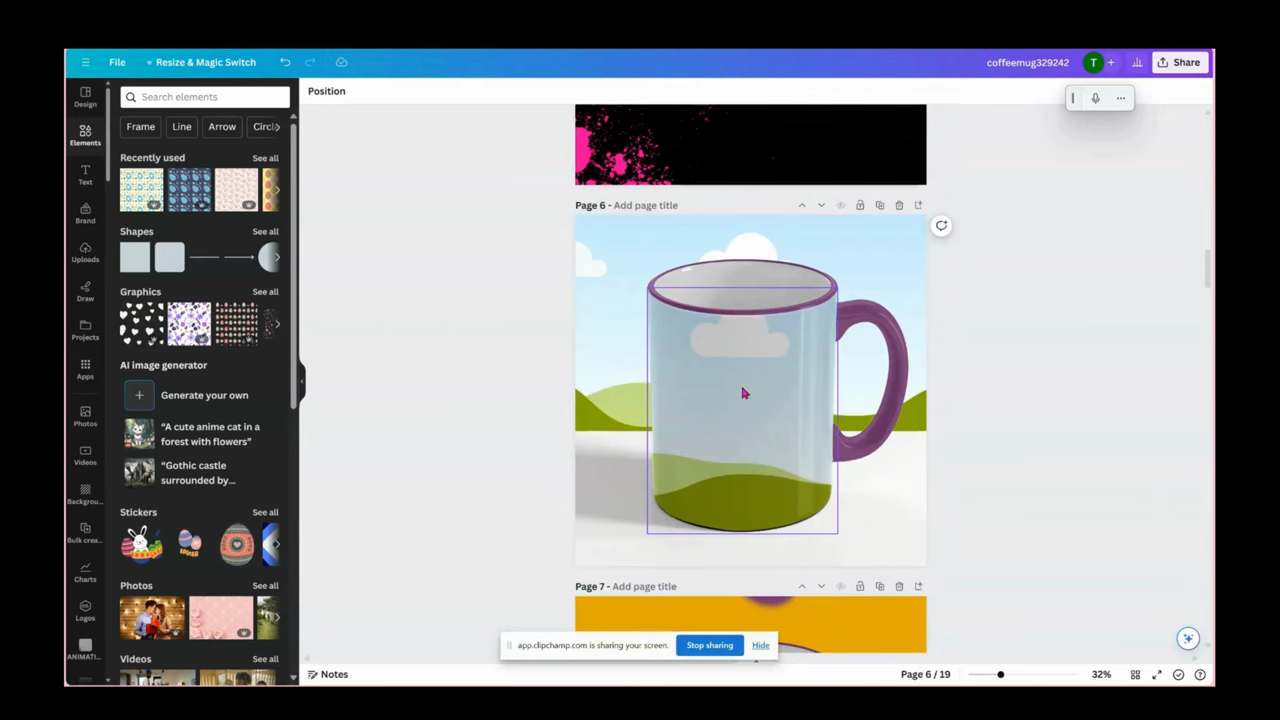 File
Resize & Magic Switch
coffeemug329242
T
+
Share
Design
Elements
Text
Brand
Uploads
Draw
Projects
Apps
Photos
Videos
Backgrou...
Bulk crea...
Charts
Logos
ANIMATI...
Search elements
Frame
Line
Arrow
Circl
Recently used
See all
Shapes
See all
Graphics
See all
AI image generator
Generate your own
“A cute anime cat in a
forest with flowers”
“Gothic castle
surrounded by...
Stickers
See all
Photos
See all
Videos
See all
Position
Page 6 - Add page title
Page 7 - Add page title
app.clipchamp.com is sharing your screen.
Stop sharing
Hide
Notes
Page 6 / 19
32%